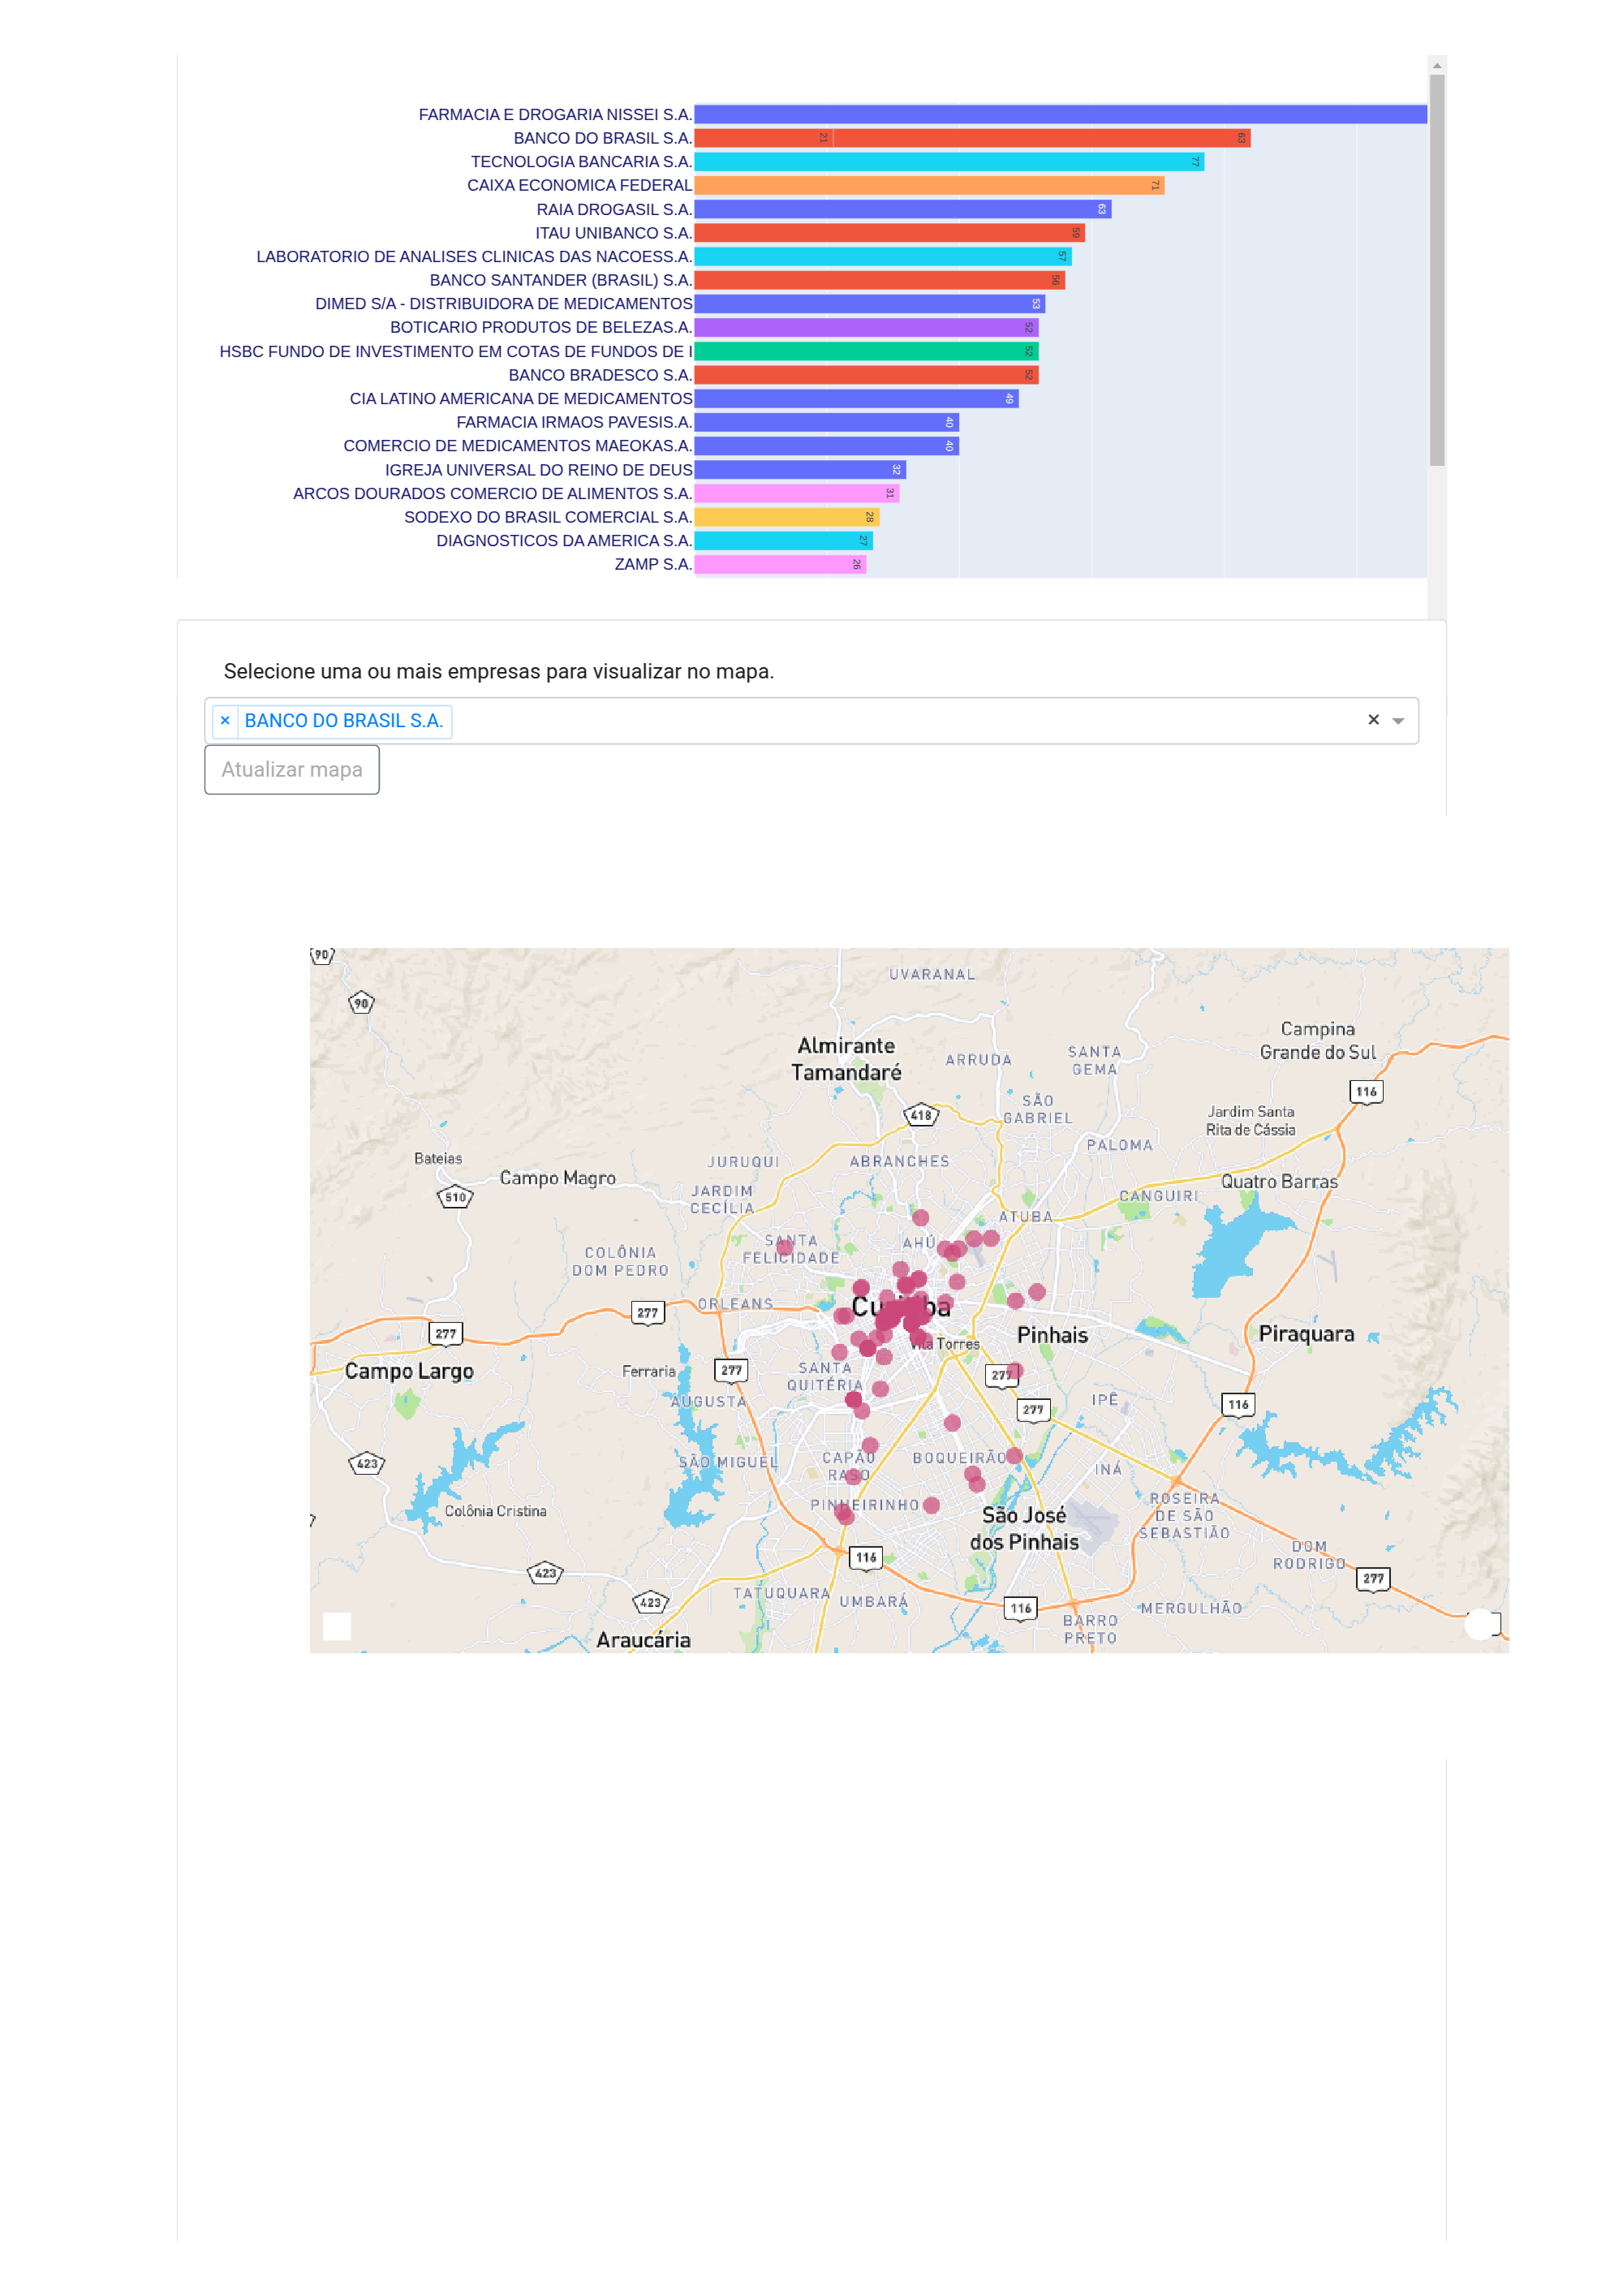 FARMACIA E DROGARIA NISSEI S.A.
BANCO DO BRASIL S.A. 21 63
TECNOLOGIA BANCARIA S.A. 77
CAIXA ECONOMICA FEDERAL 71
RAIA DROGASIL S.A. 63
ITAU UNIBANCO S.A. 59
LABORATORIO DE ANALISES CLINICAS DAS NACOESS.A. 57
BANCO SANTANDER (BRASIL) S.A. 56
DIMED S/A - DISTRIBUIDORA DE MEDICAMENTOS 53
BOTICARIO PRODUTOS DE BELEZAS.A. 52
HSBC FUNDO DE INVESTIMENTO EM COTAS DE FUNDOS DE I 52
BANCO BRADESCO S.A. 52
CIA LATINO AMERICANA DE MEDICAMENTOS 49
FARMACIA IRMAOS PAVESIS.A. 40
COMERCIO DE MEDICAMENTOS MAEOKAS.A. 40
IGREJA UNIVERSAL DO REINO DE DEUS 32
ARCOS DOURADOS COMERCIO DE ALIMENTOS S.A. 31
SODEXO DO BRASIL COMERCIAL S.A. 28
DIAGNOSTICOS DA AMERICA S.A. 27
ZAMP S.A. 26
Selecione uma ou mais empresas para visualizar no mapa.
× BANCO DO BRASIL S.A. ×
Atualizar mapa
90
UVARANAL
90
Campina
Grande do Sul
Almirante
Tamandaré
ARRUDA
SANTA
GEMA
116
SÃO
GABRIEL
418
Jardim Santa
Rita de Cássia
PALOMA
Bateias
JURUQUI
ABRANCHES
Campo Magro
Quatro Barras
510
JARDIM
CECÍLIA
CANGUIRI
ATUBA
SANTA
FELICIDADE
AHÚ
COLÔNIA
DOM PEDRO
ORLEANS
277
Curitiba
277
Pinhais
Piraquara
Vila Torres
Campo Largo
Ferraria
277
SANTA
QUITÉRIA
277
AUGUSTA
IPÊ
116
277
423
SÃO MIGUEL
CAPÃO
RASO
BOQUEIRÃO
INÁ
Colônia Cristina
PINHEIRINHO
ROSEIRA
DE SÃO
SEBASTIÃO
São José
dos Pinhais
DOM
RODRIGO
116
423
277
TATUQUARA
UMBARÁ
423
116
MERGULHÃO
BARRO
PRETO
Araucária